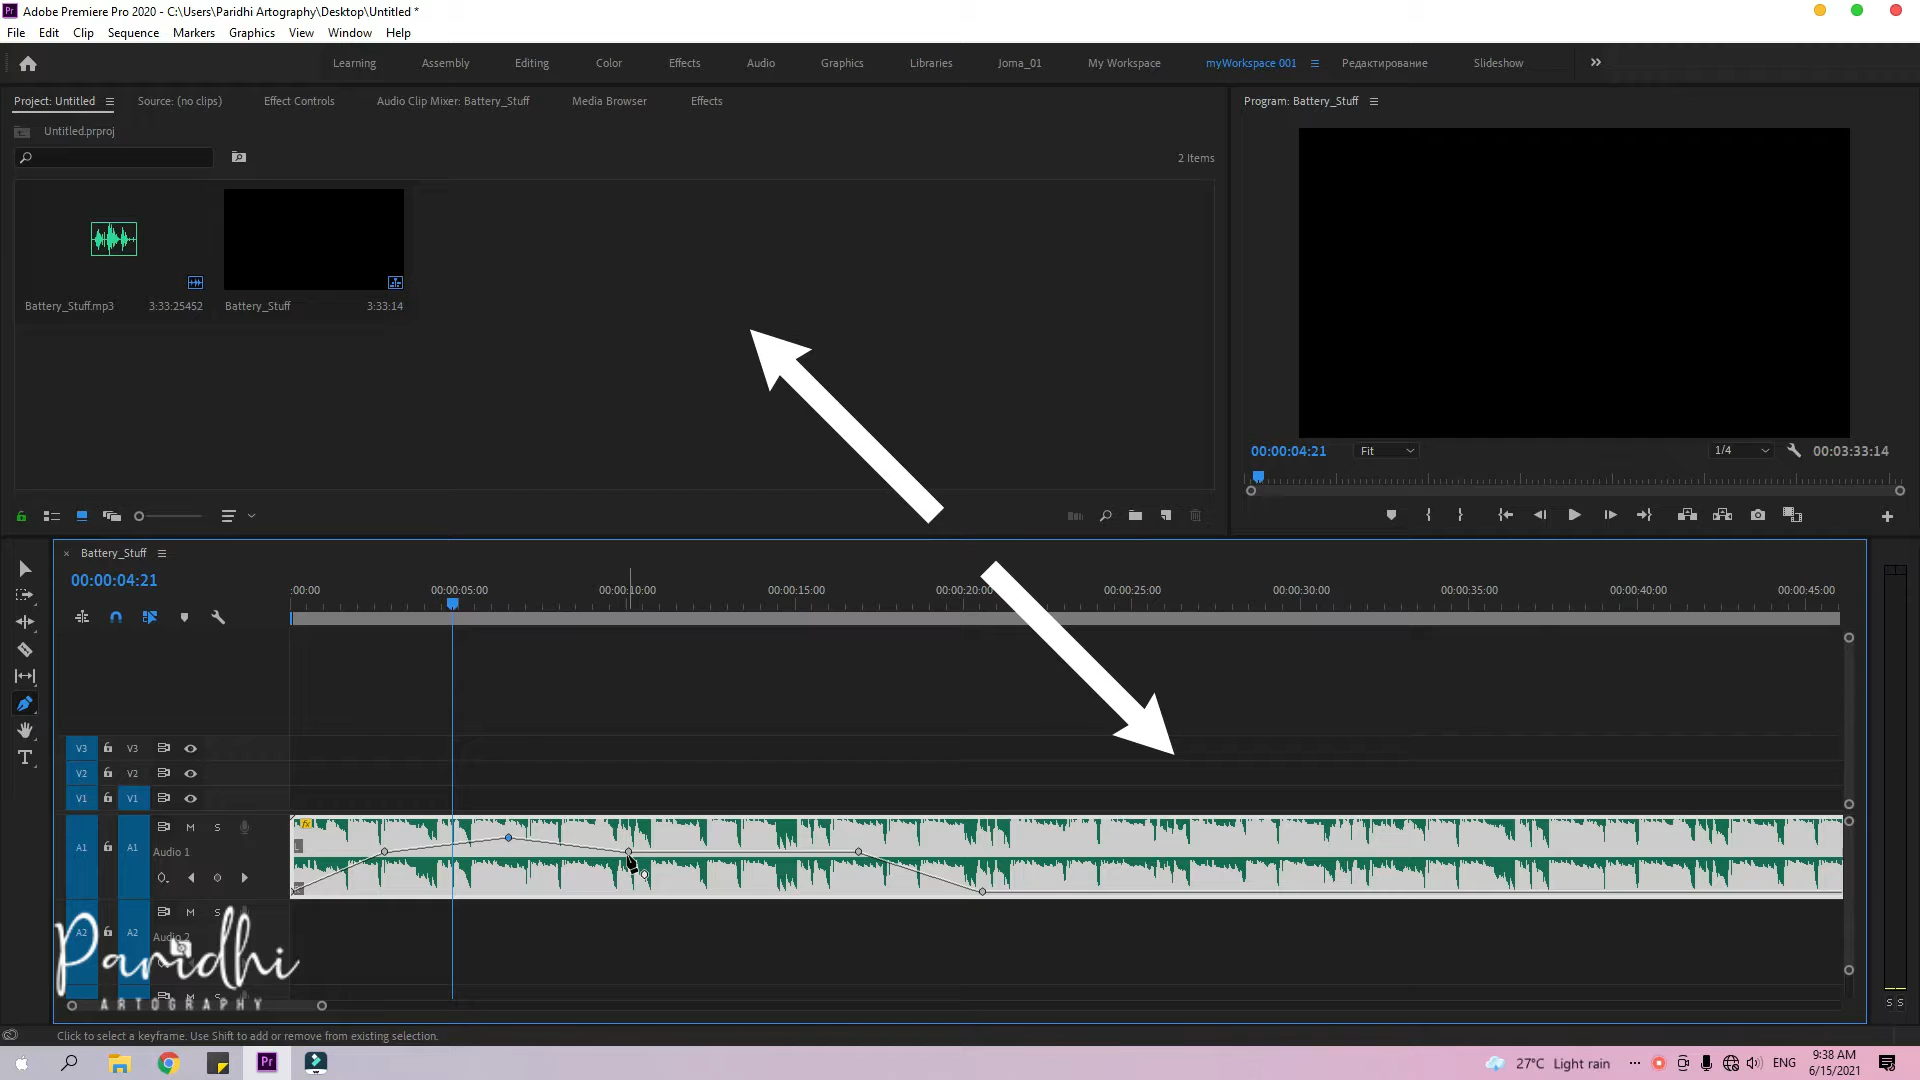 Adobe Premiere Pro 2020 - C:\Users\Paridhi Artography\Desktop\Untitled *
File Edit Clip Sequence Markers Graphics View Window Help
Learning Assembly Editing Color Effects Audio Graphics Libraries Joma_01 My Workspace myWorkspace 001 Редактирование Slideshow
Project: Untitled Source: (no clips) Effect Controls Audio Clip Mixer: Battery_Stuff Media Browser Effects
Program: Battery_Stuff
Untitled.prproj
2 Items
Battery_Stuff.mp3 3:33:25452 Battery_Stuff 3:33:14
00:00:04:21 Fit 1/4 00:03:33:14
Battery_Stuff
00:00:04:21
:00:00 00:00:05:00 00:00:10:00 00:00:15:00 00:00:20:00 00:00:25:00 00:00:30:00 00:00:35:00 00:00:40:00 00:00:45:00
V3 V3
V2 V2
V1 V1
fx
M S
A1 A1 Audio 1
L
M S
A2 A2 Audio 2
Paridhi
ARTOGRAPHY
M S
S S
Click to select a keyframe. Use Shift to add or remove from existing selection.
Pr
27°C Light rain ENG 9:38 AM
6/15/2021